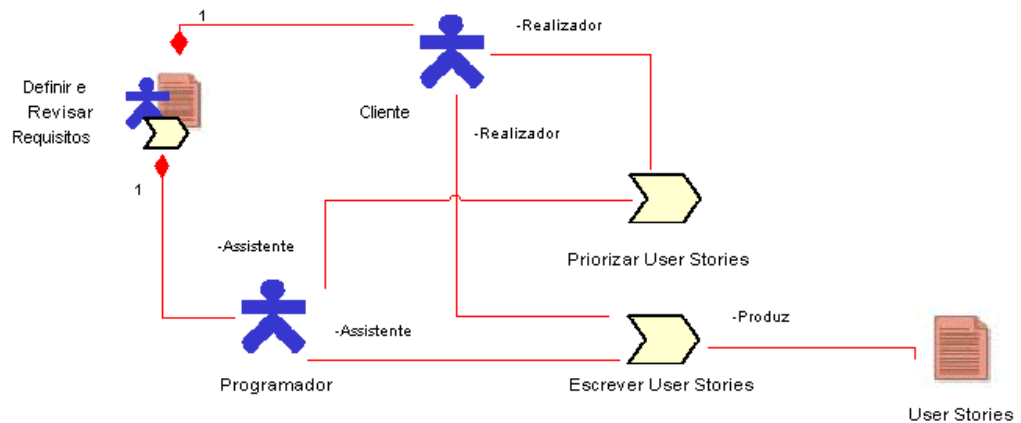 1
-Realizador
Definir e
Revisar
Requisitos
Cliente
-Realizador
1
-Assistente
Priorizar User Stories
-Assistente
-Produz
Programador
Escrever User Stories
User Stories